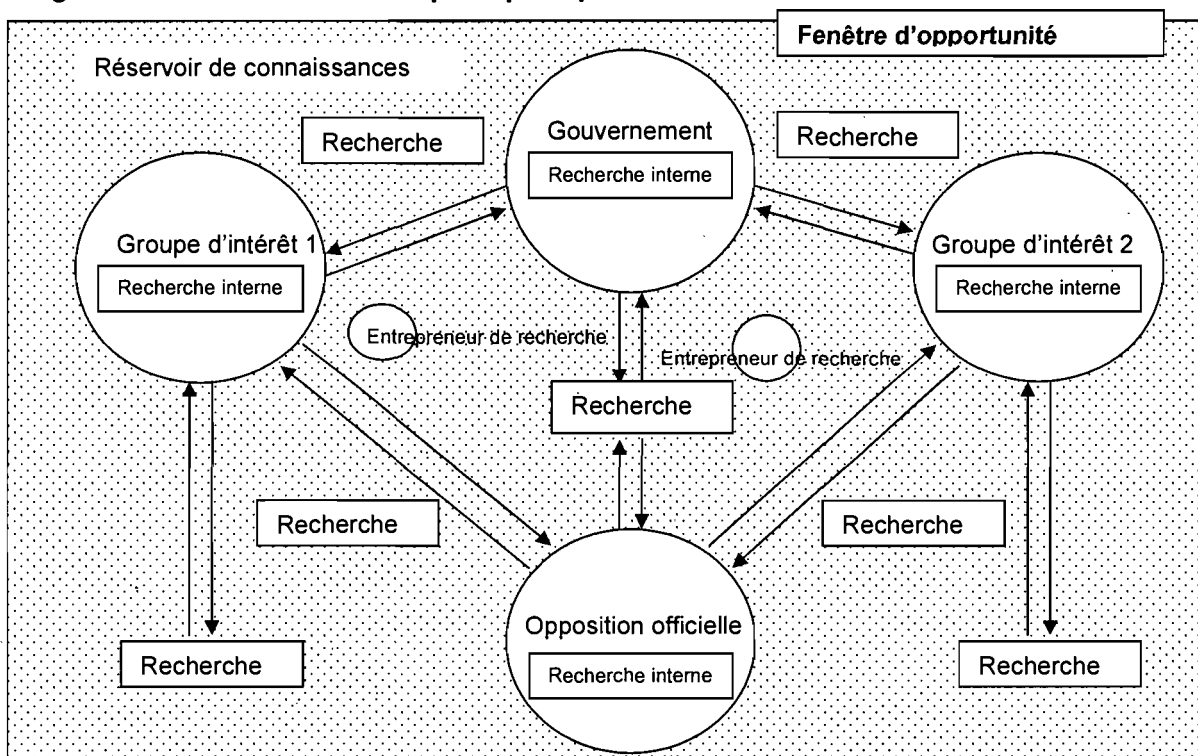 Fenêtre d'opportunité
Réservoir de connaissances
Recherche
Gouvernement
Recherche interne
Recherche
Groupe d'intérêt 1
Recherche interne
Groupe d'intérêt 2
Recherche interne
Entrepreneur de recherche
Entrepreneur de recherche
Recherche
Recherche
Recherche
Opposition officielle
Recherche interne
Recherche
Recherche